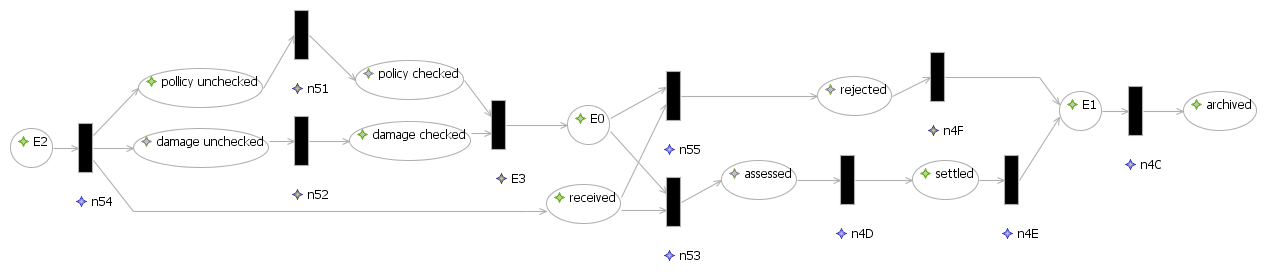 E2
n54
pollicy unchecked
damage unchecked
n51
n52
policy checked
damage checked
E3
E0
received
n55
n53
rejected
assessed
n4D
n4F
settled
n4E
E1
n4C
archived